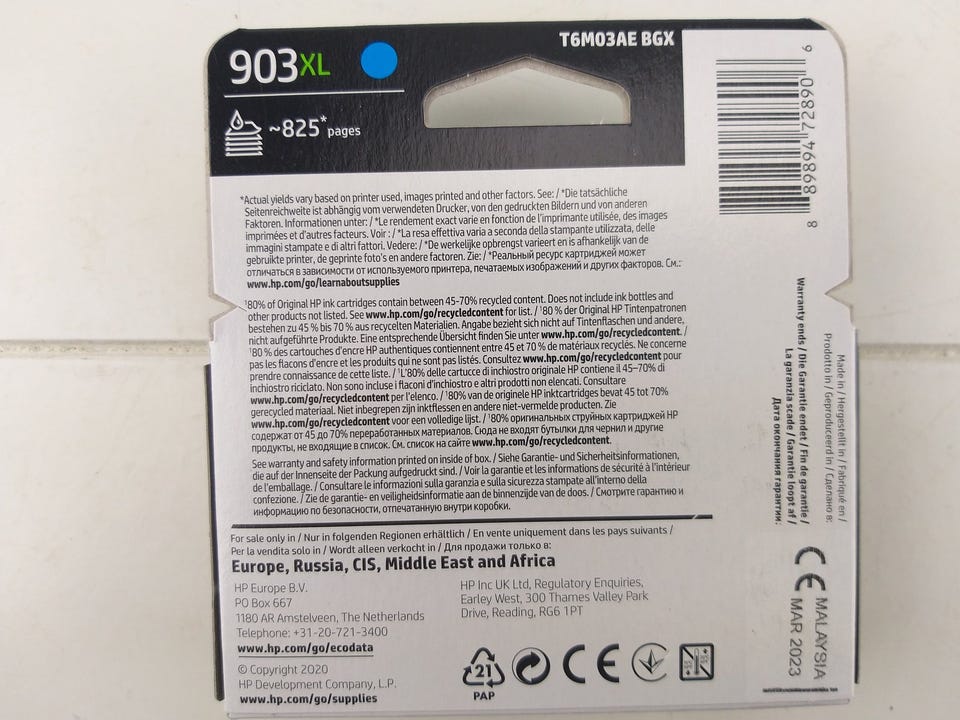 903XL
T6M03AE BGX
~825* pages
*Actual yields vary based on printer used, images printed and other factors. See: / *Die tatsächliche
Seitenreichweite ist abhängig vom verwendeten Drucker, von den gedruckten Bildern und von anderen
Faktoren. Informationen unter: / *Le rendement exact varie en fonction de l'imprimante utilisée, des images
imprimées et d'autres facteurs. Voir : / *La resa effettiva varia a seconda della stampante utilizzata, delle
immagini stampate e di altri fattori. Vedere: / *De werkelijke opbrengst varieert en is afhankelijk van de
gebruikte printer, de geprinte foto's en andere factoren. Zie: / *Реальный ресурс картриджей может
отличаться в зависимости от используемого принтера, печатаемых изображений и других факторов. См.:
www.hp.com/go/learnaboutsupplies
¹80% of Original HP ink cartridges contain between 45-70% recycled content. Does not include ink bottles and
other products not listed. See www.hp.com/go/recycledcontent for list. / ¹80 % der Original HP Tintenpatronen
bestehen zu 45 % bis 70 % aus recycelten Materialien. Angabe bezieht sich nicht auf Tintenflaschen und andere,
nicht aufgeführte Produkte. Eine entsprechende Übersicht finden Sie unter www.hp.com/go/recycledcontent. /
¹80 % des cartouches d'encre HP authentiques contiennent entre 45 et 70 % de matériaux recyclés. Ne concerne
pas les flacons d'encre et les produits qui ne sont pas listés. Consultez www.hp.com/go/recycledcontent pour
prendre connaissance de cette liste. / ¹L'80% delle cartucce di inchiostro originale HP contiene il 45–70% di
inchiostro riciclato. Non sono incluse i flaconi d'inchiostro e altri prodotti non elencati. Consultare
www.hp.com/go/recycledcontent per l'elenco. / ¹80% van de originele HP inktcartridges bevat 45 tot 70%
gerecycled materiaal. Niet inbegrepen zijn inktflessen en andere niet-vermelde producten. Zie
www.hp.com/go/recycledcontent voor een volledige lijst. / ¹80% оригинальных струйных картриджей HP
содержат от 45 до 70% переработанных материалов. Сюда не входят бутылки для чернил и другие
продукты, не входящие в список. См. список на сайте www.hp.com/go/recycledcontent.
See warranty and safety information printed on inside of box. / Siehe Garantie- und Sicherheitsinformationen,
die auf der Innenseite der Packung aufgedruckt sind. / Voir la garantie et les informations de sécurité à l'intérieur
de l'emballage. / Consultare le informazioni sulla garanzia e sulla sicurezza stampate all'interno della
confezione. / Zie de garantie- en veiligheidsinformatie aan de binnenzijde van de doos. / Смотрите гарантию и
информацию по безопасности, отпечатанную внутри коробки.
For sale only in / Nur in folgenden Regionen erhältlich / En vente uniquement dans les pays suivants /
Per la vendita solo in / Wordt alleen verkocht in / Для продажи только в:
Europe, Russia, CIS, Middle East and Africa
HP Europe B.V.
PO Box 667
1180 AR Amstelveen, The Netherlands
Telephone: +31-20-721-3400
www.hp.com/go/ecodata
© Copyright 2020
HP Development Company, L.P.
www.hp.com/go/supplies
HP Inc UK Ltd, Regulatory Enquiries,
Earley West, 300 Thames Valley Park
Drive, Reading, RG6 1PT
21
PAP
CE
8 89894 72890 6
Made in / Hergestellt in / Fabriqué en /
Prodotto in / Geproduceerd in / Сделано в:
Warranty ends / Die Garantie endet / Fin de garantie /
La garanzia scade / Garantie loopt af /
Дата окончания гарантии:
CE
MALAYSIA
MAR 2023